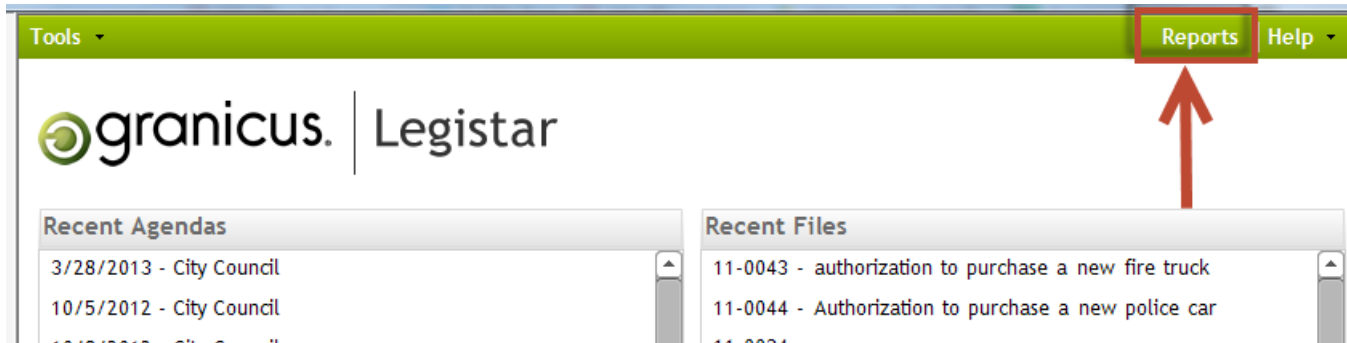 Tools Reports Help
granicus. Legistar
Recent Agendas
3/28/2013 - City Council
10/5/2012 - City Council
Recent Files
11-0043 - authorization to purchase a new fire truck
11-0044 - Authorization to purchase a new police car